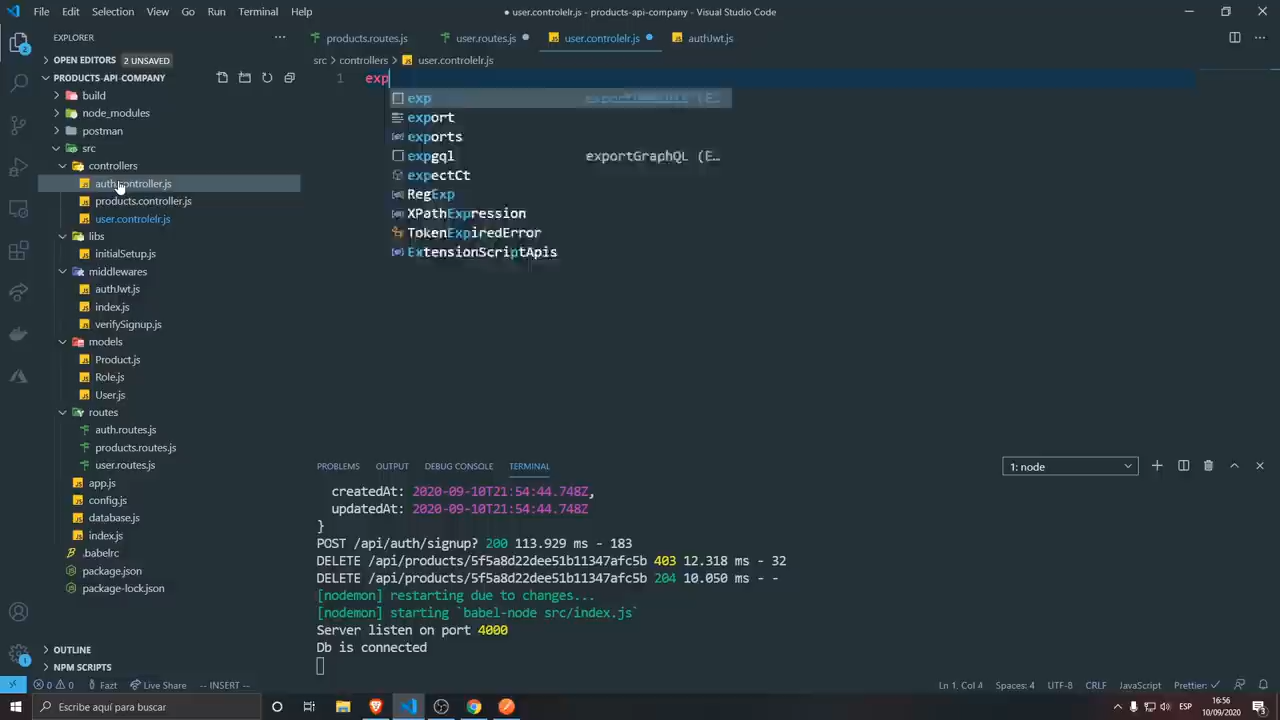 File Edit Selection View Go Run Terminal Help
● user.controlelr.js - products-api-company - Visual Studio Code
EXPLORER
products.routes.js user.routes.js user.controlelr.js authJwt.js
OPEN EDITORS 2 UNSAVED
src > controllers > user.controlelr.js
PRODUCTS-API-COMPANY
build
node_modules
postman
src
controllers
auth.controller.js
products.controller.js
user.controlelr.js
libs
initialSetup.js
middlewares
authJwt.js
index.js
verifySignup.js
models
Product.js
Role.js
User.js
routes
auth.routes.js
products.routes.js
user.routes.js
app.js
config.js
database.js
index.js
.babelrc
package.json
package-lock.json
OUTLINE
NPM SCRIPTS
1 exp
exp
export
exports
expgql exportGraphQL (E…
expectCt
RegExp
XPathExpression
TokenExpiredError
ExtensionScriptApis
PROBLEMS OUTPUT DEBUG CONSOLE TERMINAL
1: node
createdAt: 2020-09-10T21:54:44.748Z,
updatedAt: 2020-09-10T21:54:44.748Z
}
POST /api/auth/signup? 200 113.929 ms - 183
DELETE /api/products/5f5a8d22dee51b11347afc5b 403 12.318 ms - 32
DELETE /api/products/5f5a8d22dee51b11347afc5b 204 10.050 ms - -
[nodemon] restarting due to changes...
[nodemon] starting `babel-node src/index.js`
Server listen on port 4000
Db is connected
0 0 Fazt Live Share -- INSERT --
Ln 1, Col 4 Spaces: 4 UTF-8 CRLF JavaScript Prettier: ✓
Escribe aquí para buscar
ESP
16:56
10/09/2020